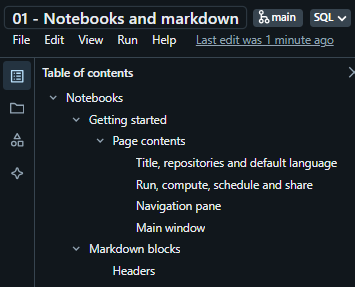 01 - Notebooks and markdown main SQL
File Edit View Run Help Last edit was 1 minute ago
Table of contents
Notebooks
Getting started
Page contents
Title, repositories and default language
Run, compute, schedule and share
Navigation pane
Main window
Markdown blocks
Headers